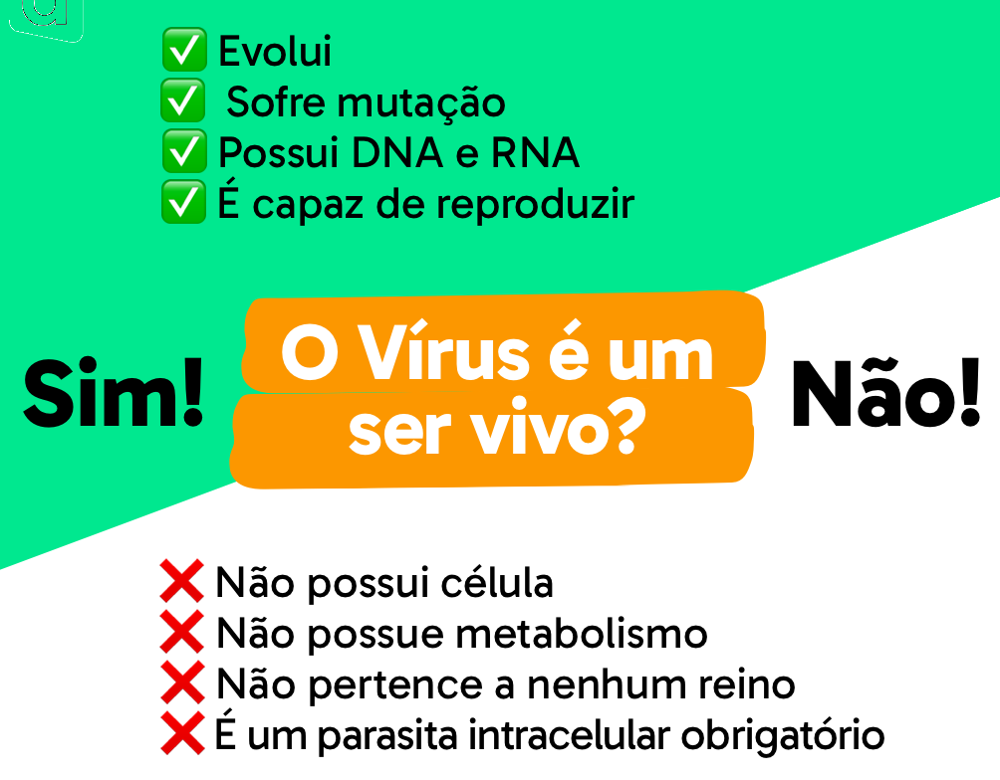 Evolui
Sofre mutação
Possui DNA e RNA
É capaz de reproduzir
Sim!
O Vírus é um
ser vivo?
Não!
Não possui célula
Não possue metabolismo
Não pertence a nenhum reino
É um parasita intracelular obrigatório